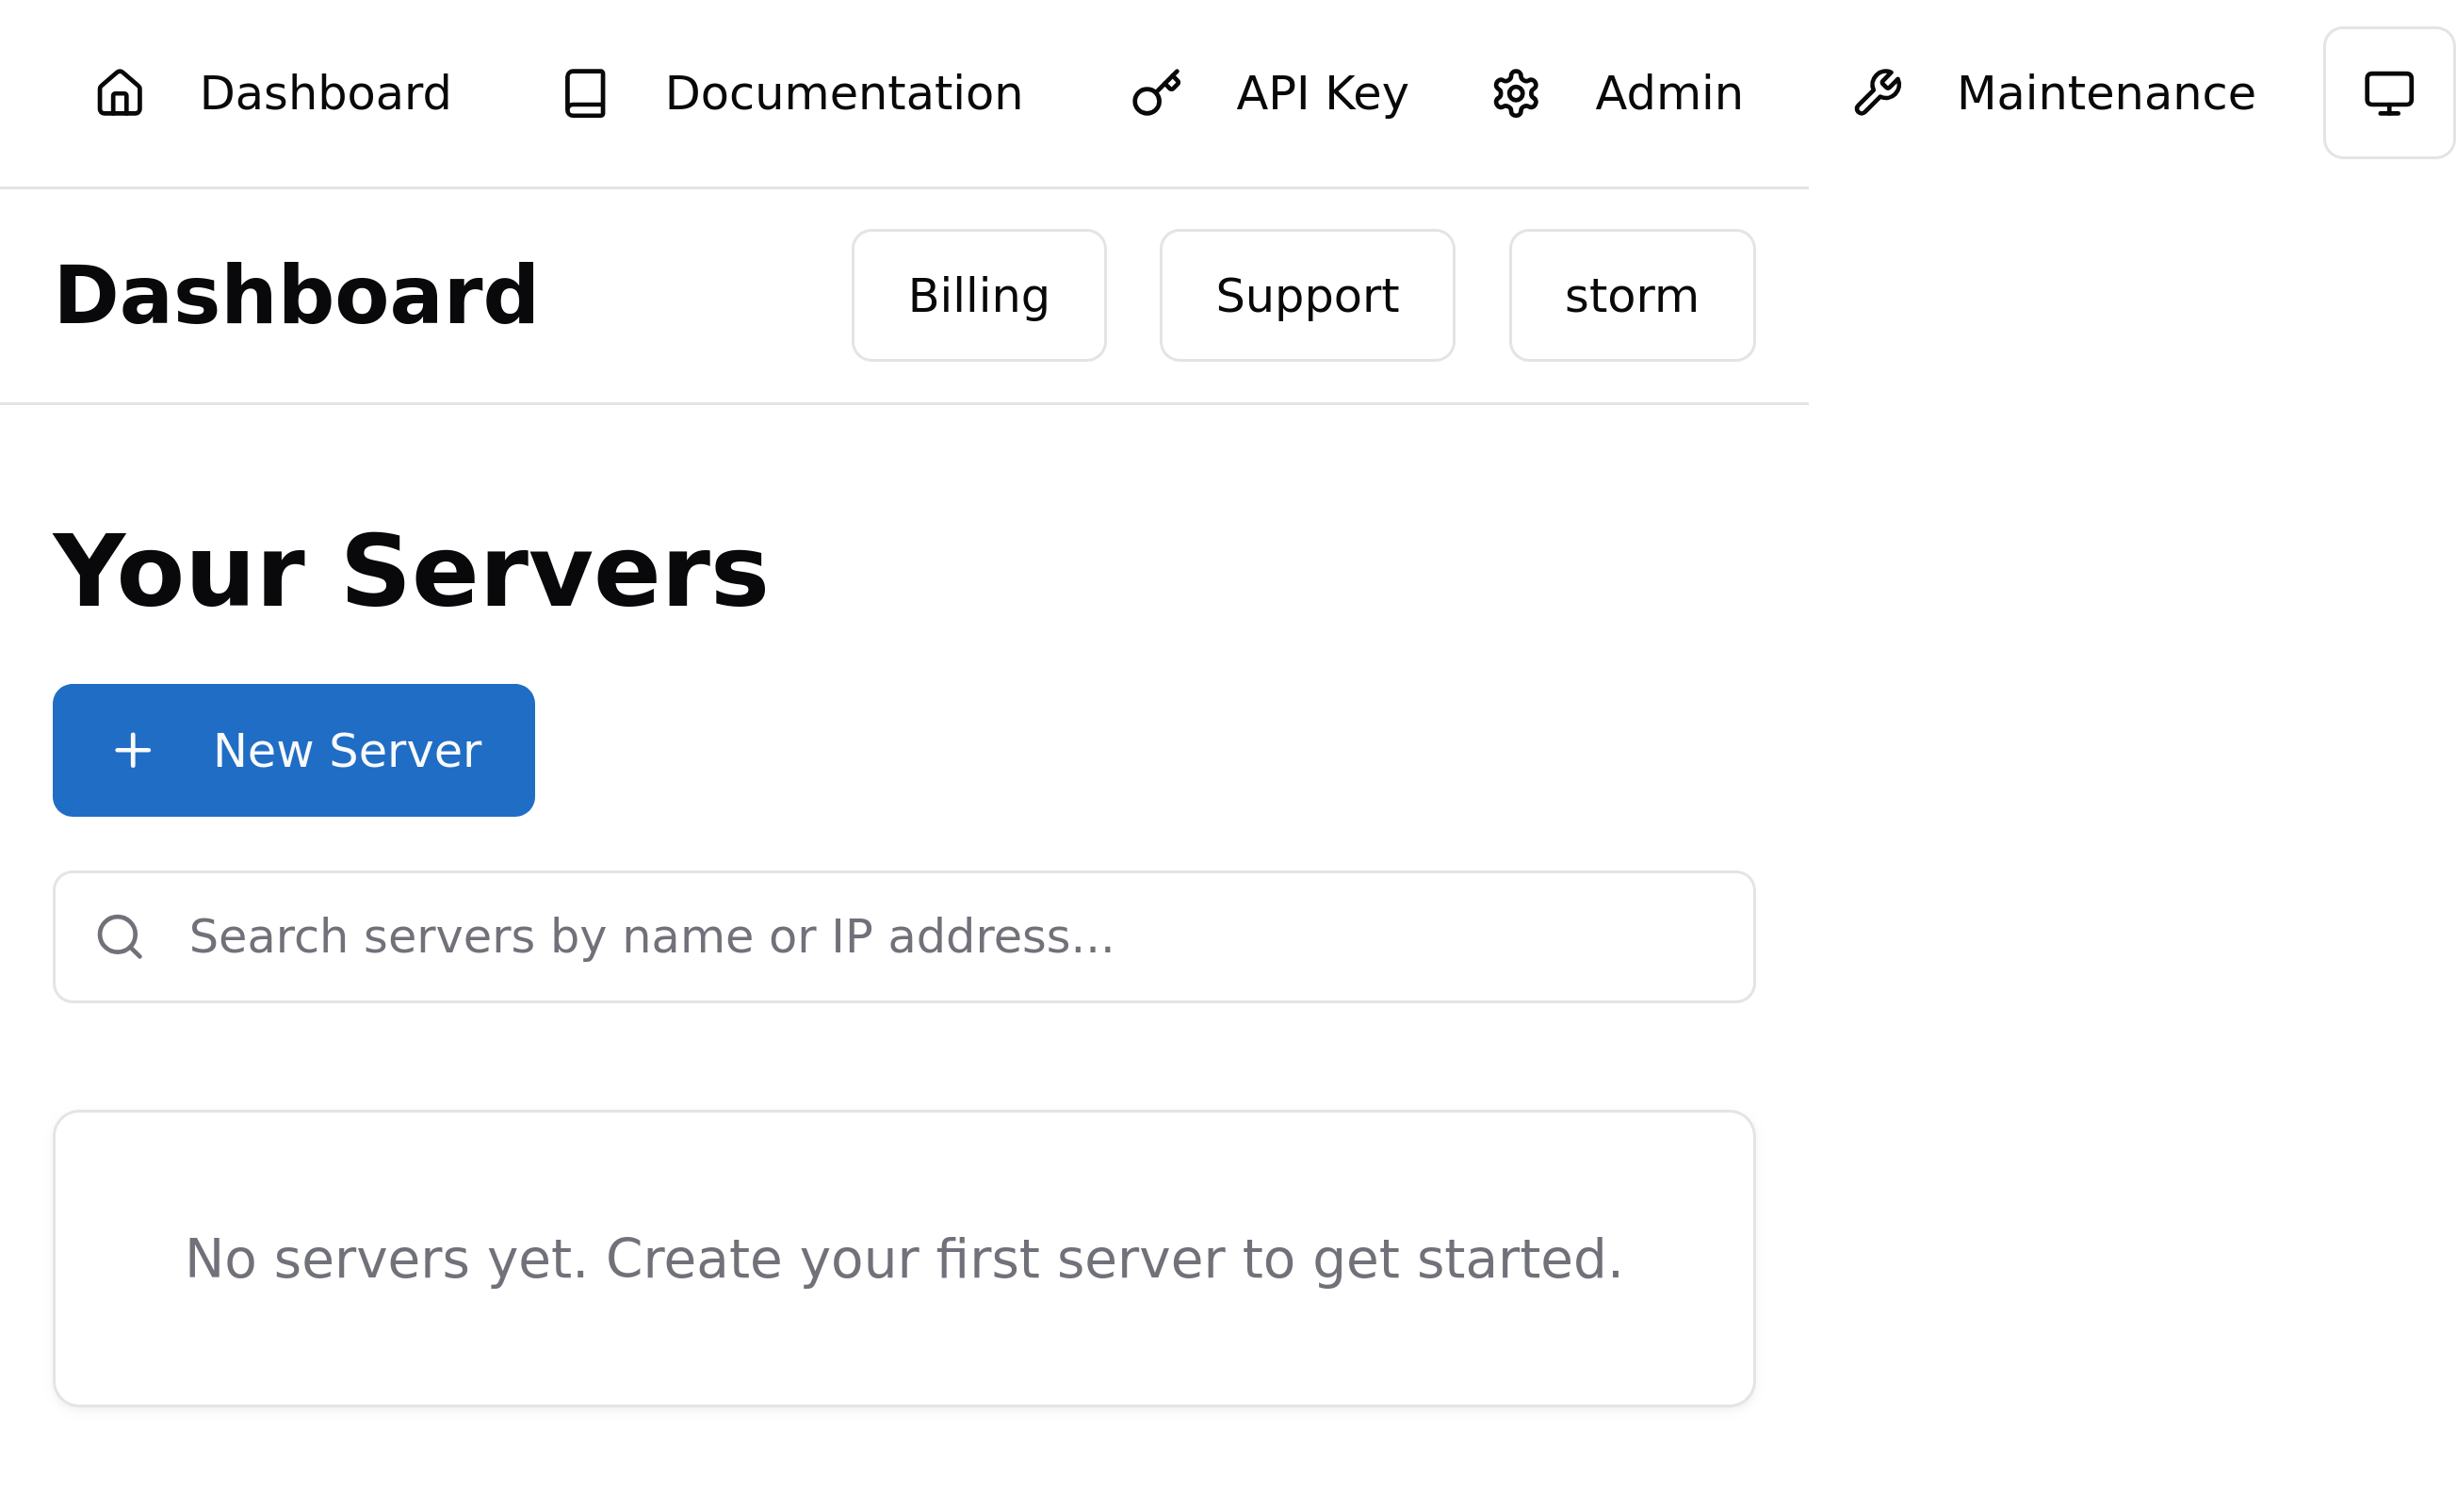 Dashboard Documentation API Key Admin Maintenance
Dashboard Billing Support storm
Your Servers
New Server
Search servers by name or IP address...
No servers yet. Create your first server to get started.